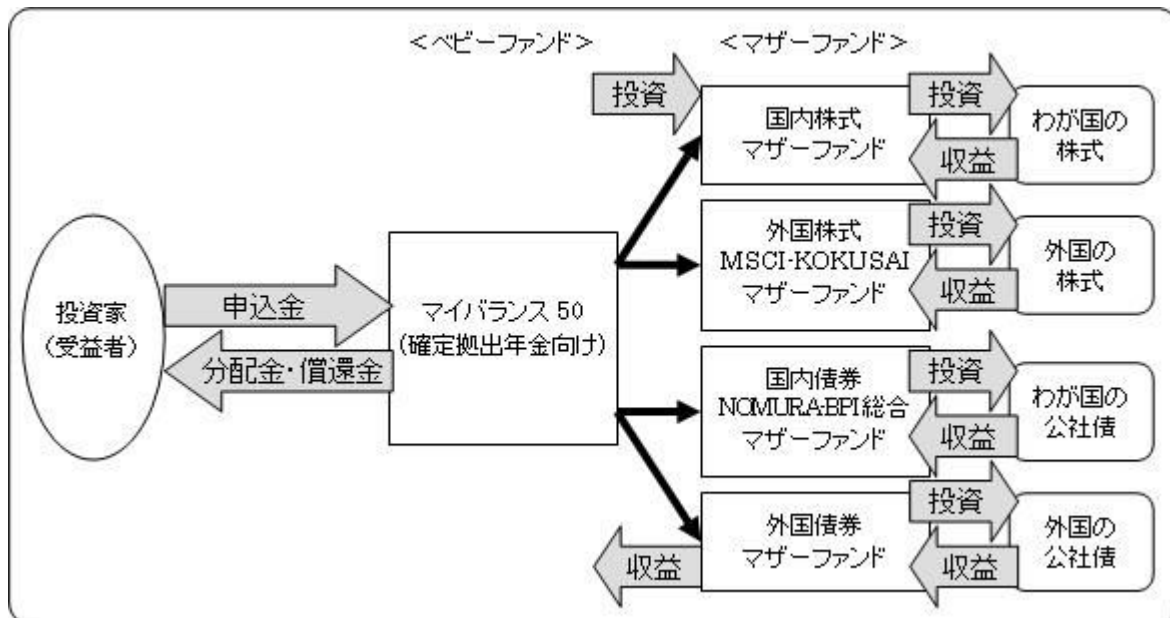 ＜ベビーファンド＞
＜マザーファンド＞
投資
国内株式
マザーファンド
投資
収益
わが国の
株式
外国株式
MSCI-KOKUSAI
マザーファンド
投資
収益
外国の
株式
投資家
（受益者）
申込金
分配金・償還金
マイバランス 50
（確定拠出年金向け）
国内債券
NOMURA-BPI 総合
マザーファンド
投資
収益
わが国の
公社債
外国債券
マザーファンド
収益
投資
収益
外国の
公社債